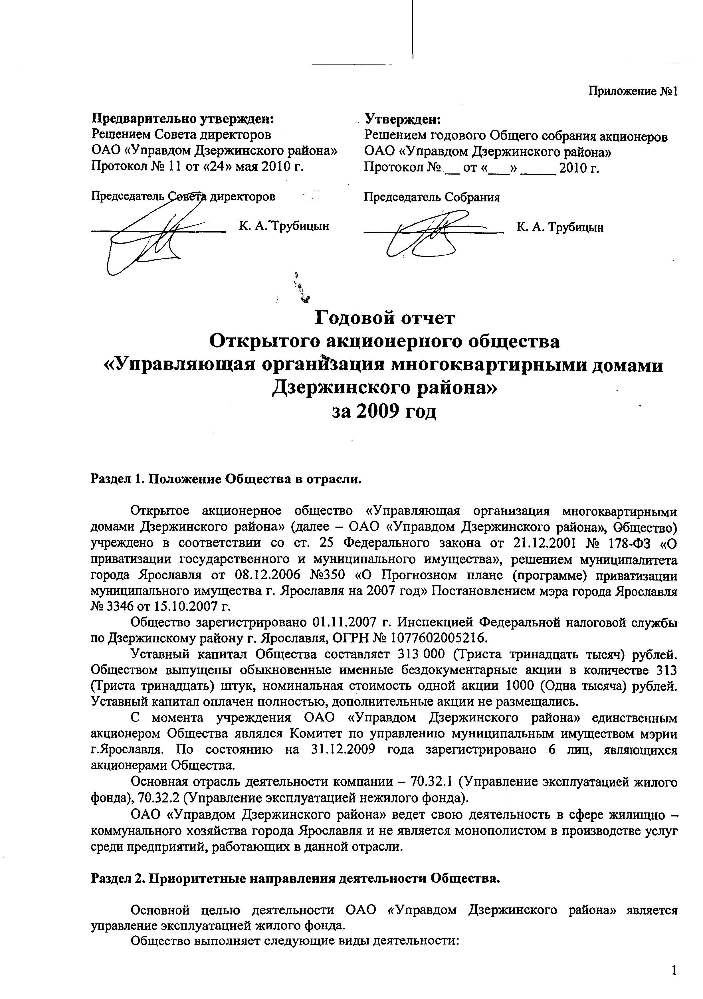 Приложение №1
Предварительно утвержден:
Решением Совета директоров
ОАО «Управдом Дзержинского района»
Протокол № 11 от «24» мая 2010 г.
Председатель Совета директоров
К. А. Трубицын
Утвержден:
Решением годового Общего собрания акционеров
ОАО «Управдом Дзержинского района»
Протокол № __ от «___» _____ 2010 г.
Председатель Собрания
К. А. Трубицын
Годовой отчет
Открытого акционерного общества
«Управляющая организация многоквартирными домами
Дзержинского района»
за 2009 год
Раздел 1. Положение Общества в отрасли.
Открытое акционерное общество «Управляющая организация многоквартирными
домами Дзержинского района» (далее – ОАО «Управдом Дзержинского района», Общество)
учреждено в соответствии со ст. 25 Федерального закона от 21.12.2001 № 178-ФЗ «О
приватизации государственного и муниципального имущества», решением муниципалитета
города Ярославля от 08.12.2006 №350 «О Прогнозном плане (программе) приватизации
муниципального имущества г. Ярославля на 2007 год» Постановлением мэра города Ярославля
№ 3346 от 15.10.2007 г.
Общество зарегистрировано 01.11.2007 г. Инспекцией Федеральной налоговой службы
по Дзержинскому району г. Ярославля, ОГРН № 1077602005216.
Уставный капитал Общества составляет 313 000 (Триста тринадцать тысяч) рублей.
Обществом выпущены обыкновенные именные бездокументарные акции в количестве 313
(Триста тринадцать) штук, номинальная стоимость одной акции 1000 (Одна тысяча) рублей.
Уставный капитал оплачен полностью, дополнительные акции не размещались.
С момента учреждения ОАО «Управдом Дзержинского района» единственным
акционером Общества являлся Комитет по управлению муниципальным имуществом мэрии
г.Ярославля. По состоянию на 31.12.2009 года зарегистрировано 6 лиц, являющихся
акционерами Общества.
Основная отрасль деятельности компании – 70.32.1 (Управление эксплуатацией жилого
фонда), 70.32.2 (Управление эксплуатацией нежилого фонда).
ОАО «Управдом Дзержинского района» ведет свою деятельность в сфере жилищно –
коммунального хозяйства города Ярославля и не является монополистом в производстве услуг
среди предприятий, работающих в данной отрасли.
Раздел 2. Приоритетные направления деятельности Общества.
Основной целью деятельности ОАО «Управдом Дзержинского района» является
управление эксплуатацией жилого фонда.
Общество выполняет следующие виды деятельности:
1